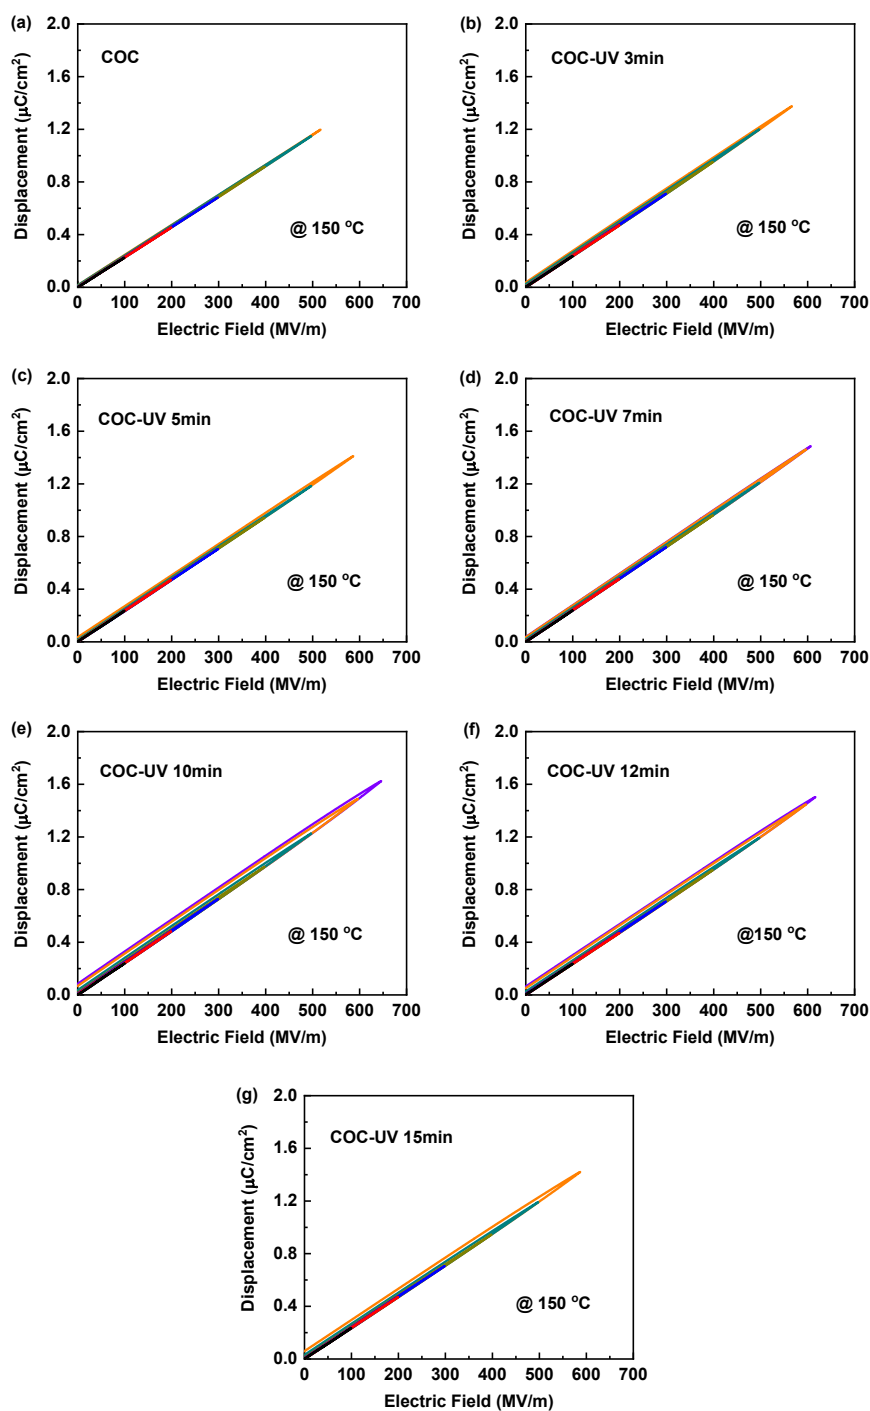 (a)
2.0
1.6
1.2
0.8
0.4
0.0
Displacement (μC/cm²)
COC
@ 150 °C
0 100 200 300 400 500 600 700
Electric Field (MV/m)
(b)
2.0
1.6
1.2
0.8
0.4
0.0
Displacement (μC/cm²)
COC-UV 3min
@ 150 °C
0 100 200 300 400 500 600 700
Electric Field (MV/m)
(c)
2.0
1.6
1.2
0.8
0.4
0.0
Displacement (μC/cm²)
COC-UV 5min
@ 150 °C
0 100 200 300 400 500 600 700
Electric Field (MV/m)
(d)
2.0
1.6
1.2
0.8
0.4
0.0
Displacement (μC/cm²)
COC-UV 7min
@ 150 °C
0 100 200 300 400 500 600 700
Electric Field (MV/m)
(e)
2.0
1.6
1.2
0.8
0.4
0.0
Displacement (μC/cm²)
COC-UV 10min
@ 150 °C
0 100 200 300 400 500 600 700
Electric Field (MV/m)
(f)
2.0
1.6
1.2
0.8
0.4
0.0
Displacement (μC/cm²)
COC-UV 12min
@150 °C
0 100 200 300 400 500 600 700
Electric Field (MV/m)
(g)
2.0
1.6
1.2
0.8
0.4
0.0
Displacement (μC/cm²)
COC-UV 15min
@ 150 °C
0 100 200 300 400 500 600 700
Electric Field (MV/m)